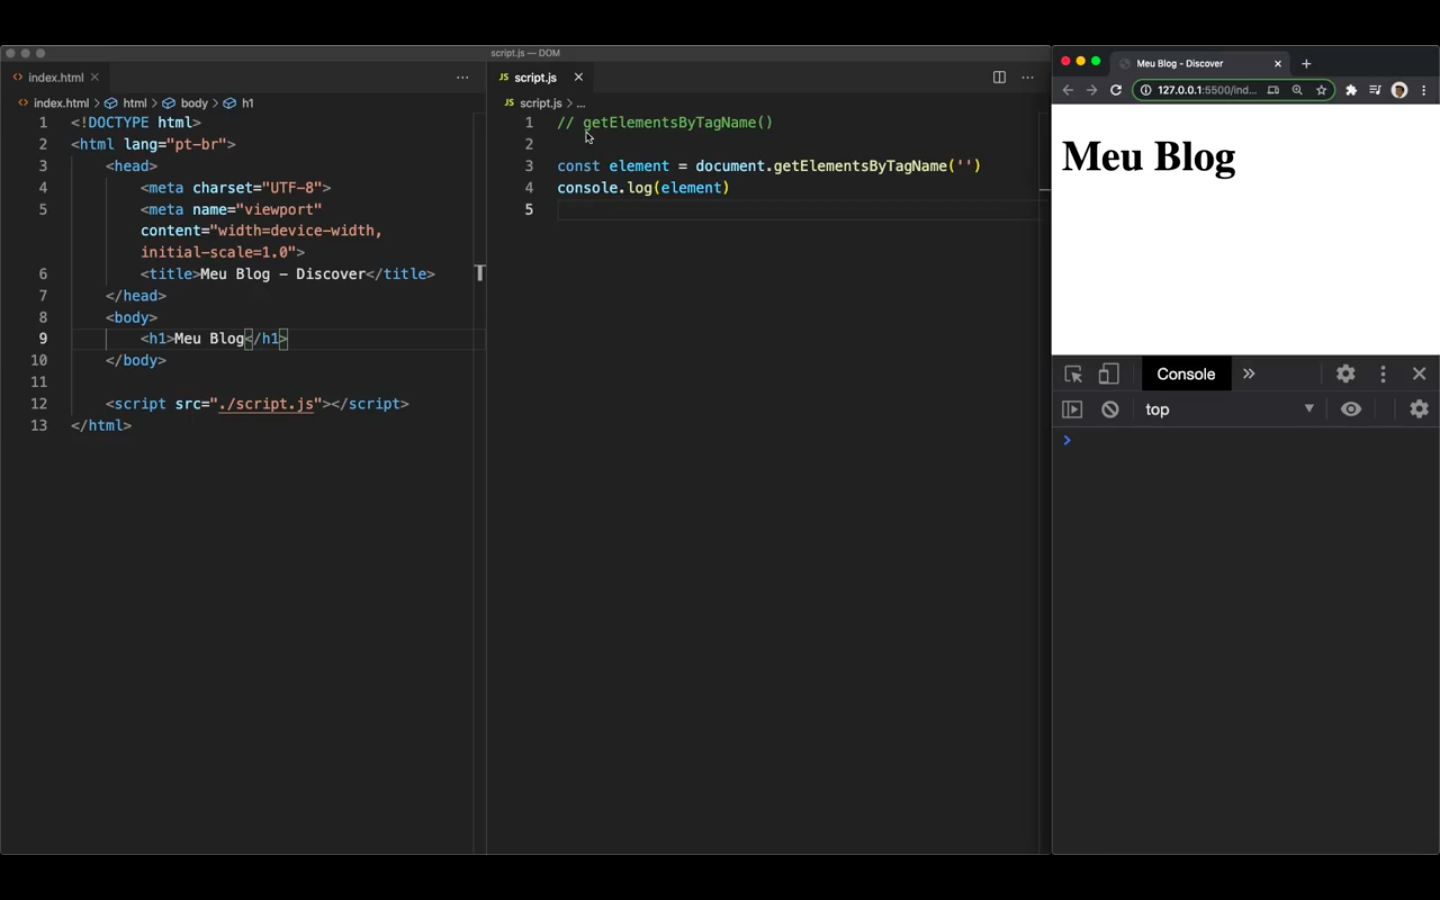 script.js — DOM
index.html
index.html > html > body > h1
1 <!DOCTYPE html>
2 <html lang="pt-br">
3 <head>
4 <meta charset="UTF-8">
5 <meta name="viewport"
content="width=device-width,
initial-scale=1.0">
6 <title>Meu Blog – Discover</title>
7 </head>
8 <body>
9 <h1>Meu Blog</h1>
10 </body>
11
12 <script src="./script.js"></script>
13 </html>
JS script.js
JS script.js > ...
1 // getElementsByTagName()
2
3 const element = document.getElementsByTagName('')
4 console.log(element)
5
Meu Blog - Discover
127.0.0.1:5500/ind...
Meu Blog
Console
top